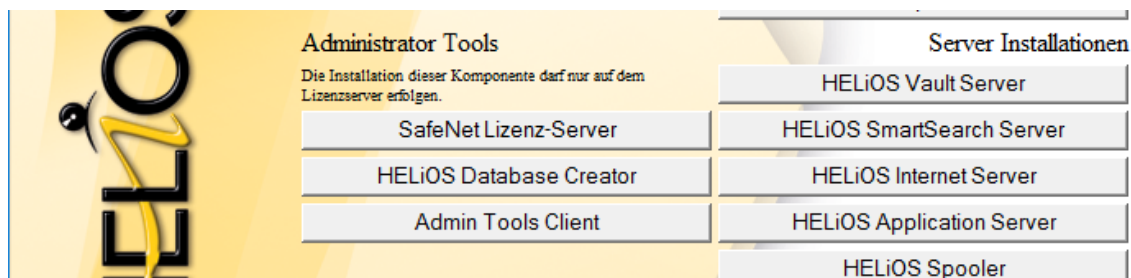 HELiOS
Administrator Tools
Die Installation dieser Komponente darf nur auf dem
Lizenzserver erfolgen.
SafeNet Lizenz-Server
HELiOS Database Creator
Admin Tools Client
Server Installationen
HELiOS Vault Server
HELiOS SmartSearch Server
HELiOS Internet Server
HELiOS Application Server
HELiOS Spooler